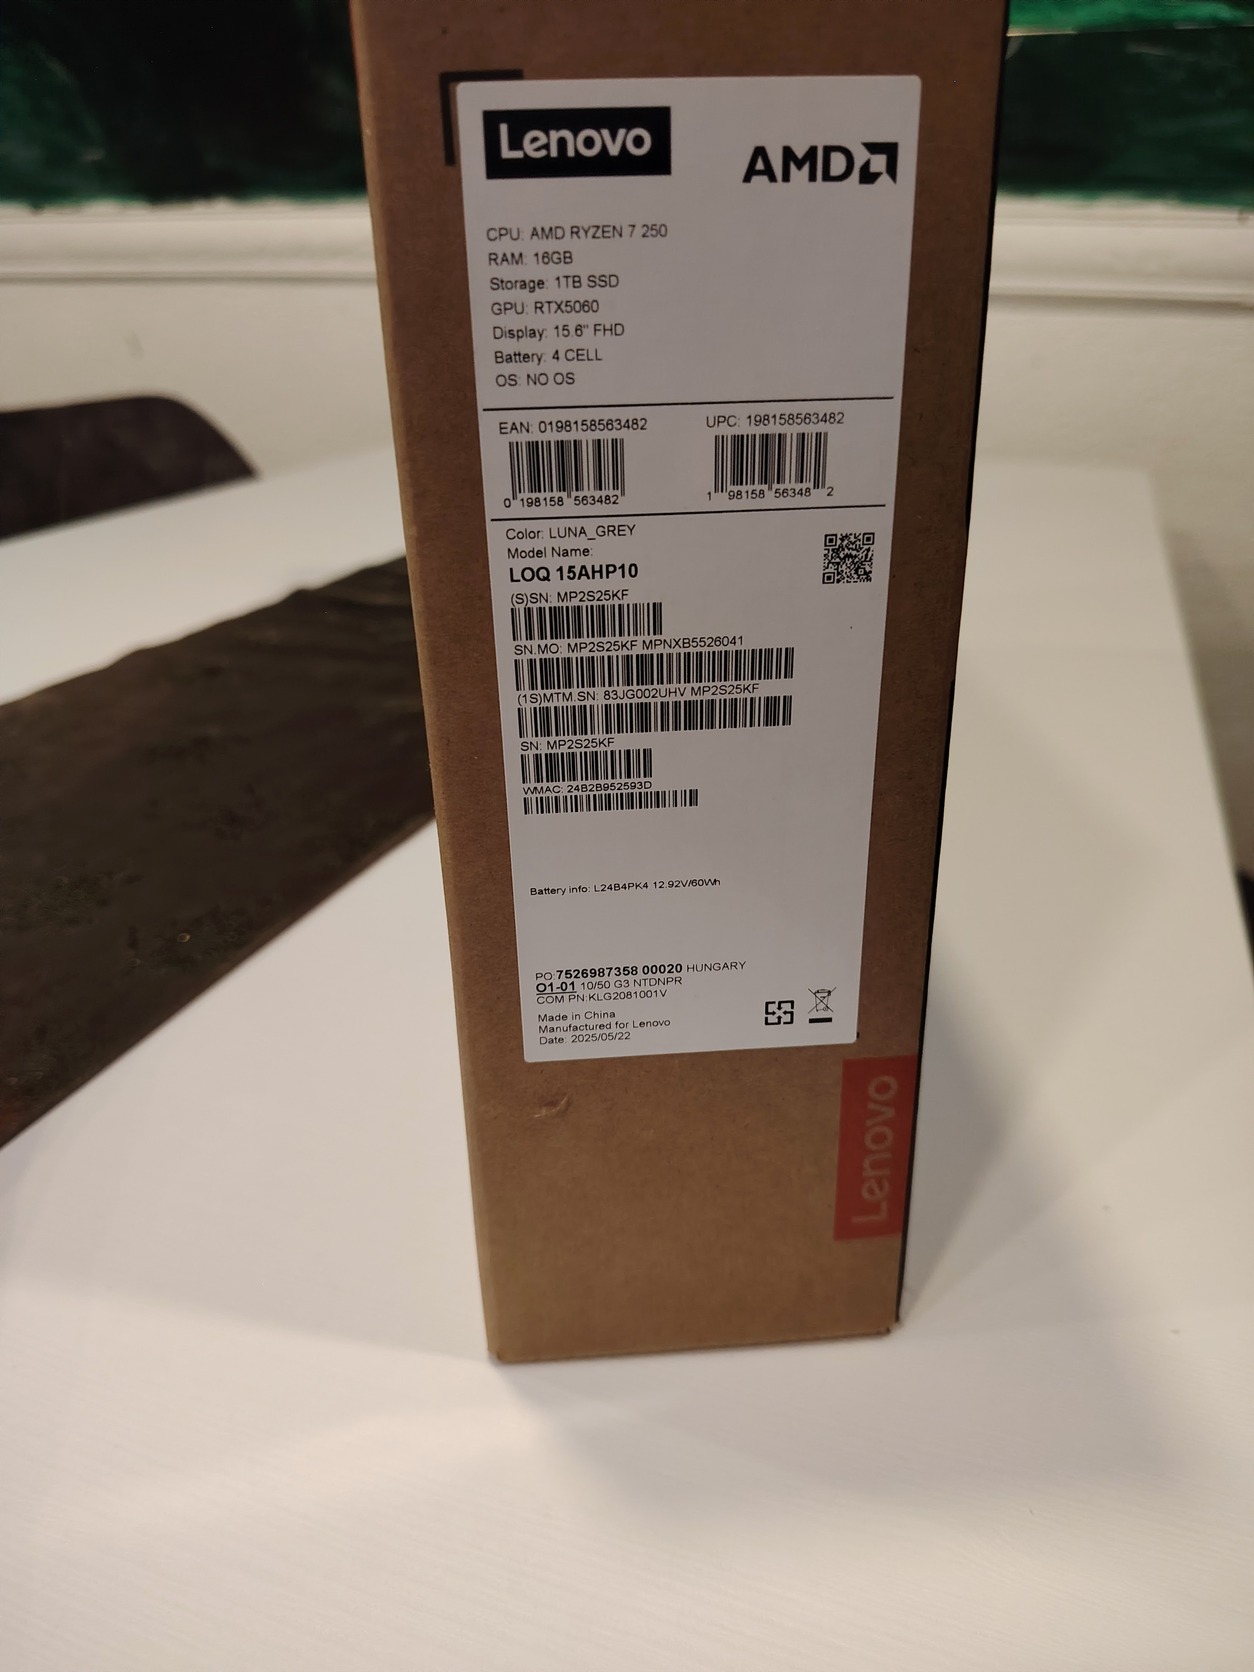 Lenovo
AMD
CPU: AMD RYZEN 7 250
RAM: 16GB
Storage: 1TB SSD
GPU: RTX5060
Display: 15.6" FHD
Battery: 4 CELL
OS: NO OS
EAN: 0198158563482 UPC: 198158563482
0 198158 563482 1 98158 56348 2
Color: LUNA_GREY
Model Name:
LOQ 15AHP10
(S)SN: MP2S25KF
SN.MO: MP2S25KF MPNXB5526041
(1S)MTM.SN: 83JG002UHV MP2S25KF
SN: MP2S25KF
WMAC: 24B2B952593D
Battery info: L24B4PK4 12.92V/60Wh
PO:7526987358 00020 HUNGARY
O1-01 10/50 G3 NTDNPR
COM PN:KLG2081001V
Made in China
Manufactured for Lenovo
Date: 2025/05/22
Lenovo